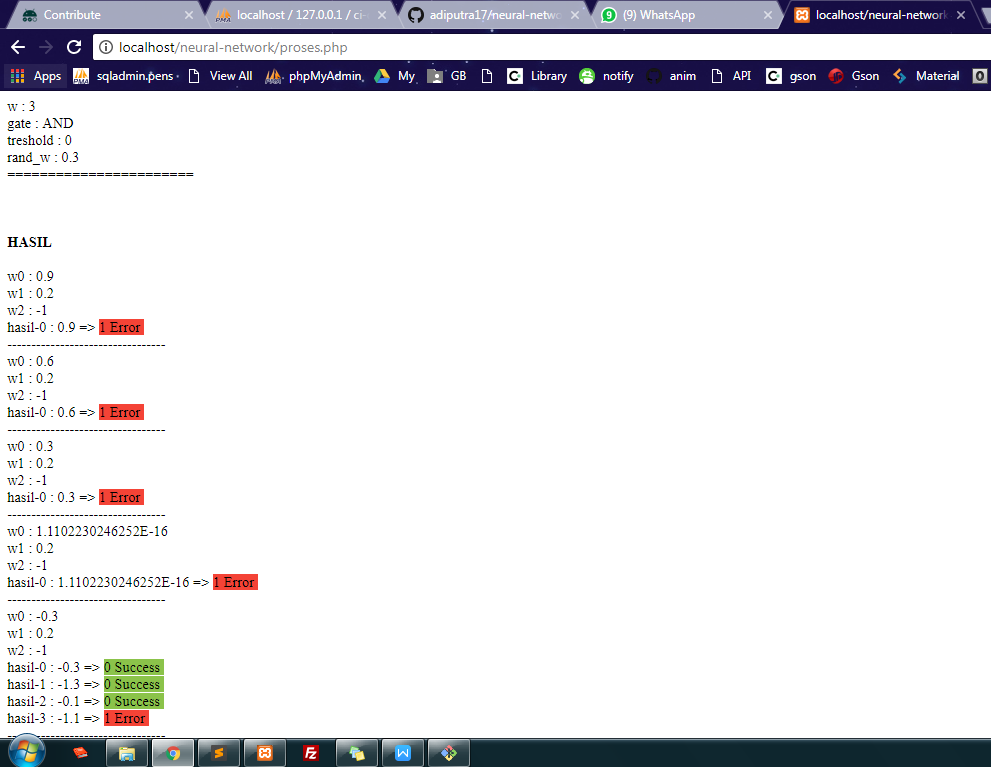 Contribute
localhost / 127.0.0.1 / ci-
adiputra17/neural-netwo
(9) WhatsApp
localhost/neural-network
localhost/neural-network/proses.php
Apps
PMA
sqladmin.pens
View All
phpMyAdmin,
My
GB
Library
notify
anim
API
gson
Gson
Material
w : 3
gate : AND
treshold : 0
rand_w : 0.3
=======================
HASIL
w0 : 0.9
w1 : 0.2
w2 : -1
hasil-0 : 0.9 => 1 Error
--------------------------------
w0 : 0.6
w1 : 0.2
w2 : -1
hasil-0 : 0.6 => 1 Error
--------------------------------
w0 : 0.3
w1 : 0.2
w2 : -1
hasil-0 : 0.3 => 1 Error
--------------------------------
w0 : 1.1102230246252E-16
w1 : 0.2
w2 : -1
hasil-0 : 1.1102230246252E-16 => 1 Error
--------------------------------
w0 : -0.3
w1 : 0.2
w2 : -1
hasil-0 : -0.3 => 0 Success
hasil-1 : -1.3 => 0 Success
hasil-2 : -0.1 => 0 Success
hasil-3 : -1.1 => 1 Error
--------------------------------